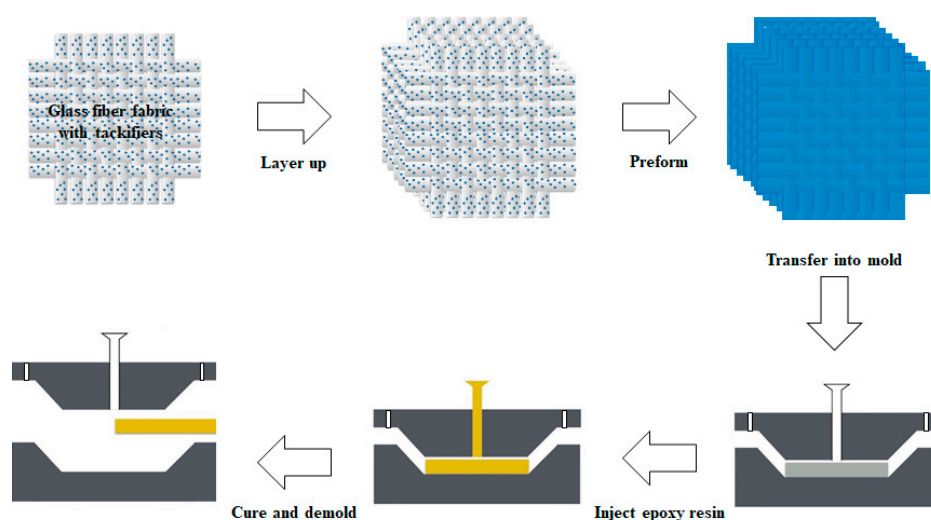 Glass fiber fabric
with tackifiers
Layer up
Preform
Transfer into mold
Inject epoxy resin
Cure and demold